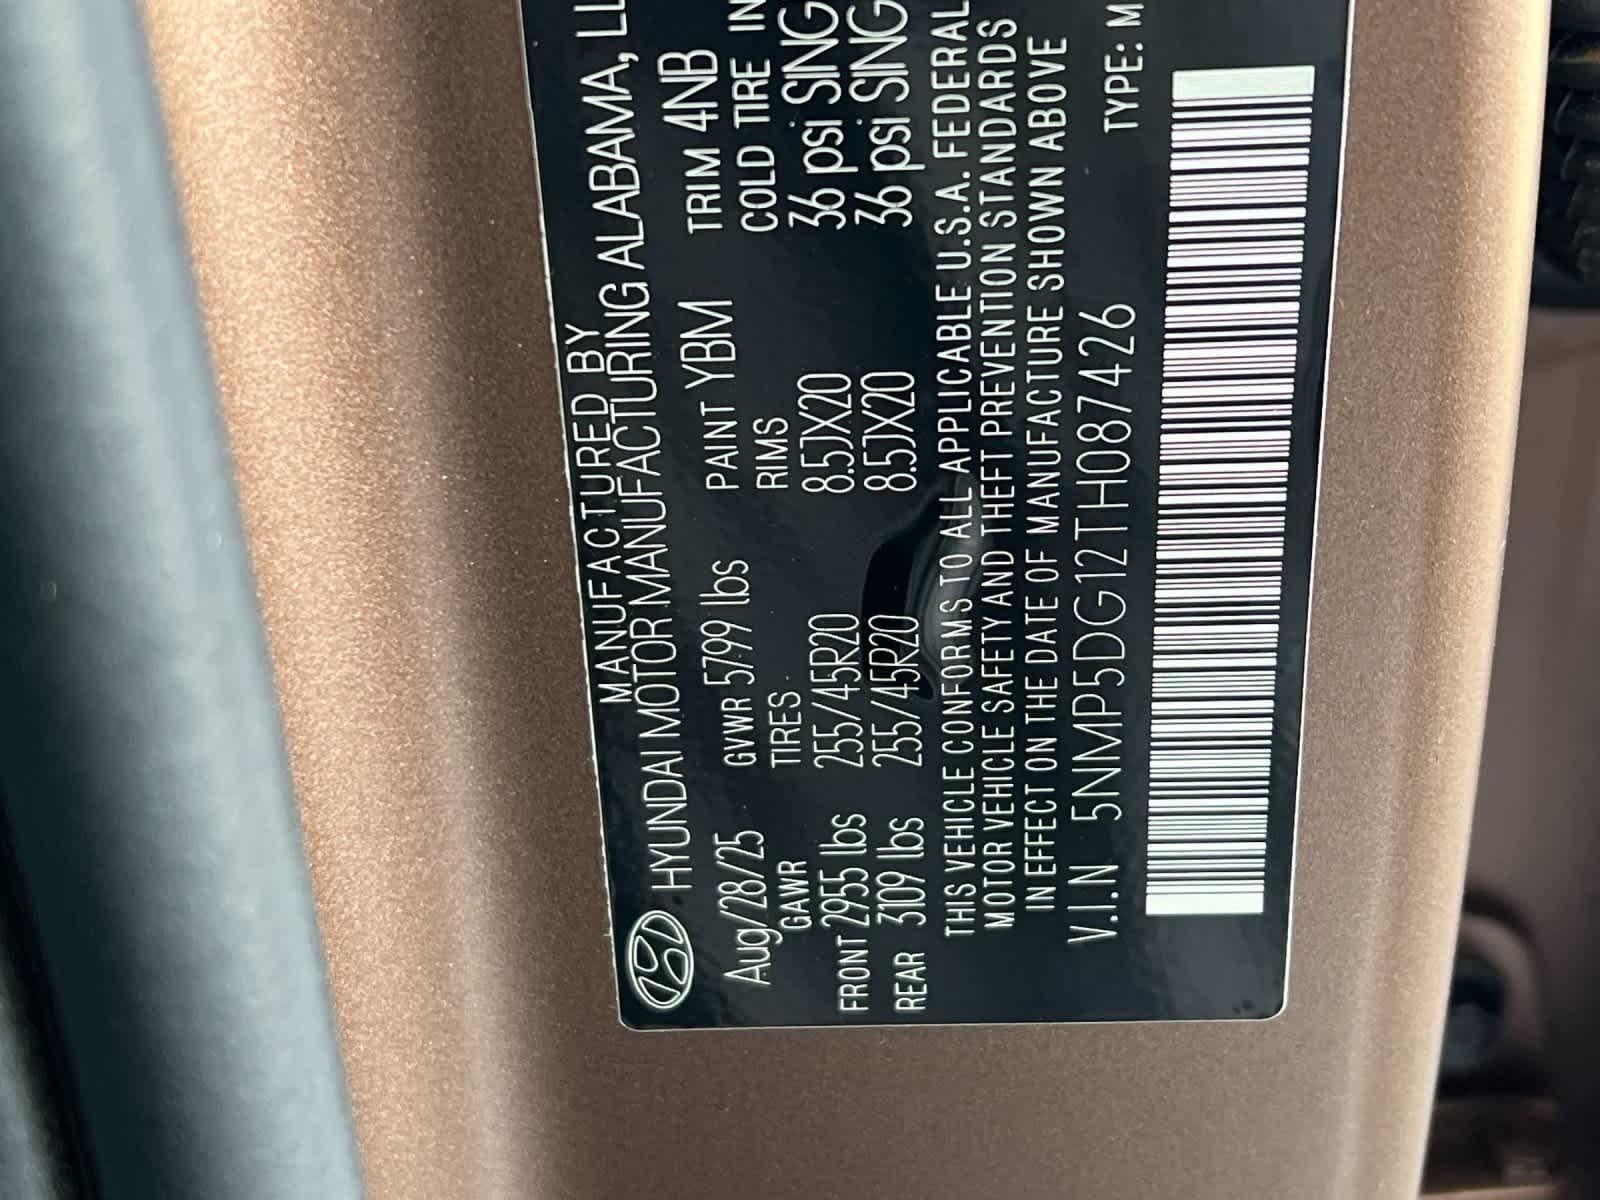 MANUFACTURED BY
HYUNDAI MOTOR MANUFACTURING ALABAMA, LL
Aug/28/25 GVWR 5799 lbs PAINT YBM TRIM 4NB
GAWR TIRES RIMS COLD TIRE IN
FRONT 2955 lbs 255/45R20 8.5JX20 36 psi SING
REAR 3109 lbs 255/45R20 8.5JX20 36 psi SING
THIS VEHICLE CONFORMS TO ALL APPLICABLE U.S.A. FEDERAL
MOTOR VEHICLE SAFETY AND THEFT PREVENTION STANDARDS
IN EFFECT ON THE DATE OF MANUFACTURE SHOWN ABOVE
V.I.N 5NMP5DG12TH087426 TYPE: M